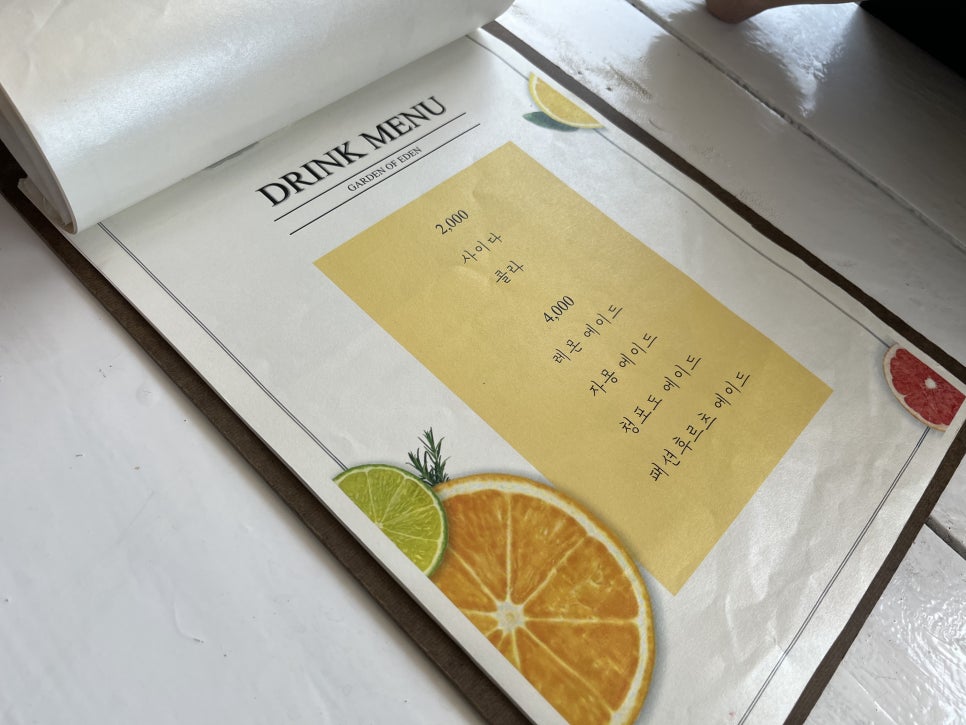 DRINK MENU
GARDEN OF EDEN
2,000
사이다
콜라
4,000
레몬 에이드
자몽 에이드
청포도 에이드
패션후르츠 에이드